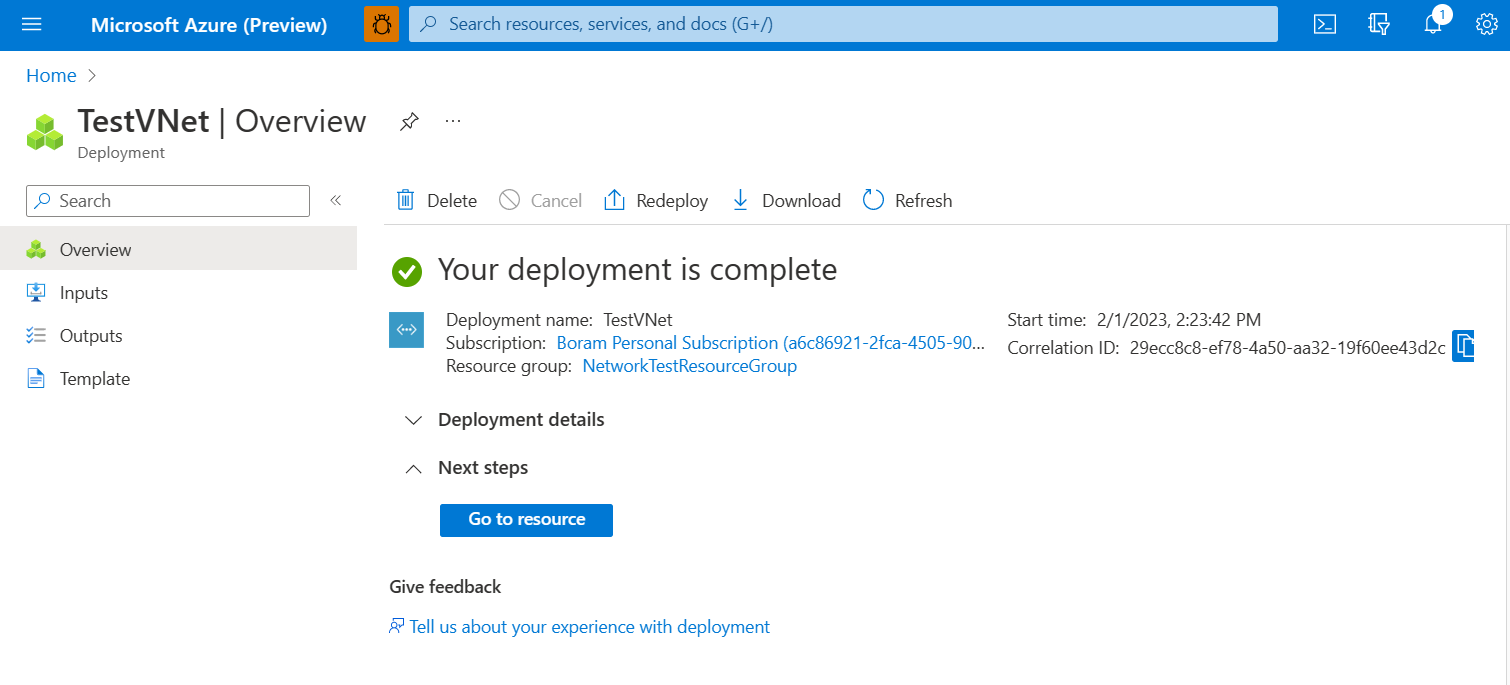 Microsoft Azure (Preview)
Search resources, services, and docs (G+/)
1
Home
TestVNet | Overview
Deployment
Search
Overview
Inputs
Outputs
Template
Delete
Cancel
Redeploy
Download
Refresh
Your deployment is complete
Deployment name: TestVNet
Subscription: Boram Personal Subscription (a6c86921-2fca-4505-90...
Resource group: NetworkTestResourceGroup
Start time: 2/1/2023, 2:23:42 PM
Correlation ID: 29ecc8c8-ef78-4a50-aa32-19f60ee43d2c
Deployment details
Next steps
Go to resource
Give feedback
Tell us about your experience with deployment